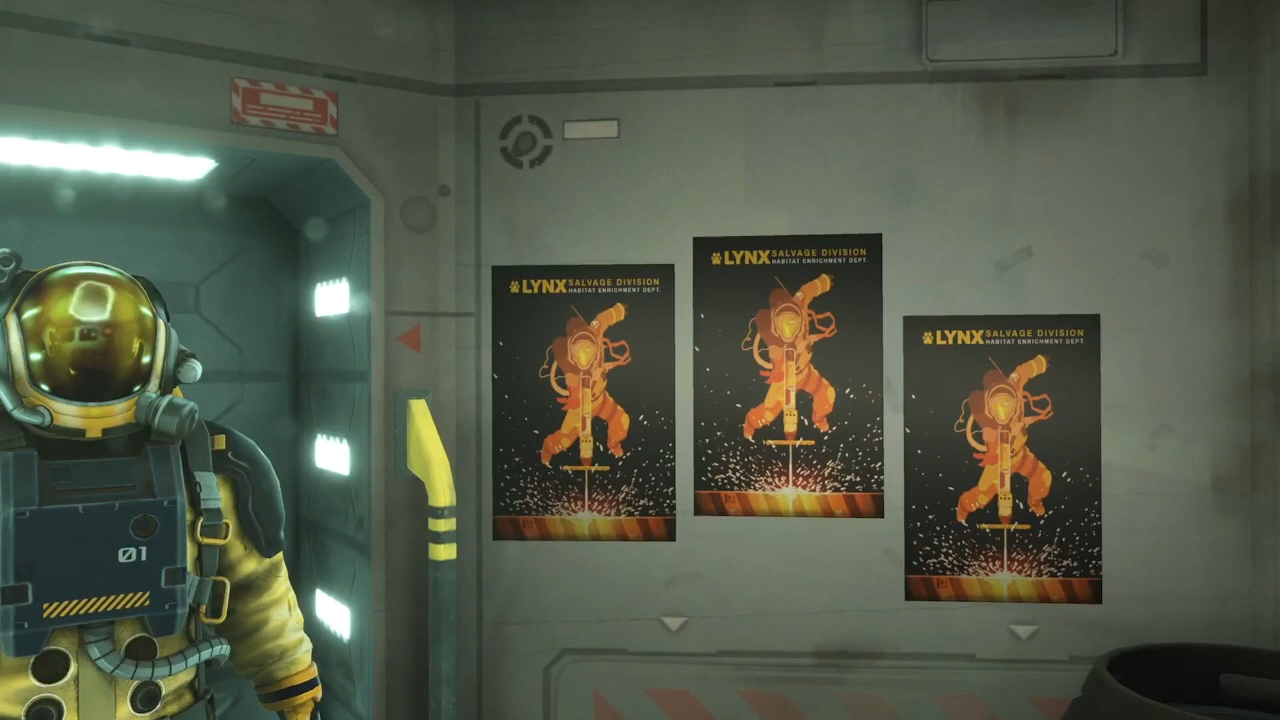 01
LYNX SALVAGE DIVISION
HABITAT ENRICHMENT DEPT.
LYNX SALVAGE DIVISION
HABITAT ENRICHMENT DEPT.
LYNX SALVAGE DIVISION
HABITAT ENRICHMENT DEPT.